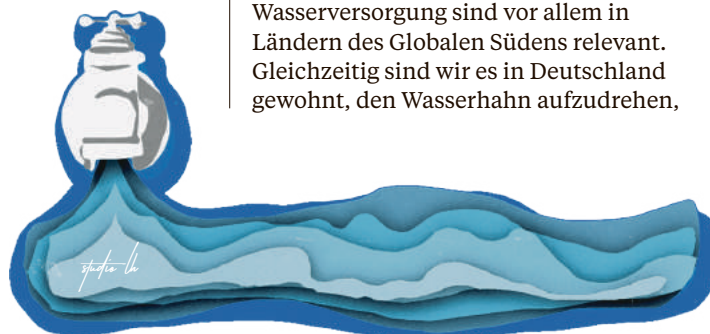 Wasserversorgung sind vor allem in
Ländern des Globalen Südens relevant.
Gleichzeitig sind wir es in Deutschland
gewohnt, den Wasserhahn aufzudrehen,
studio lh